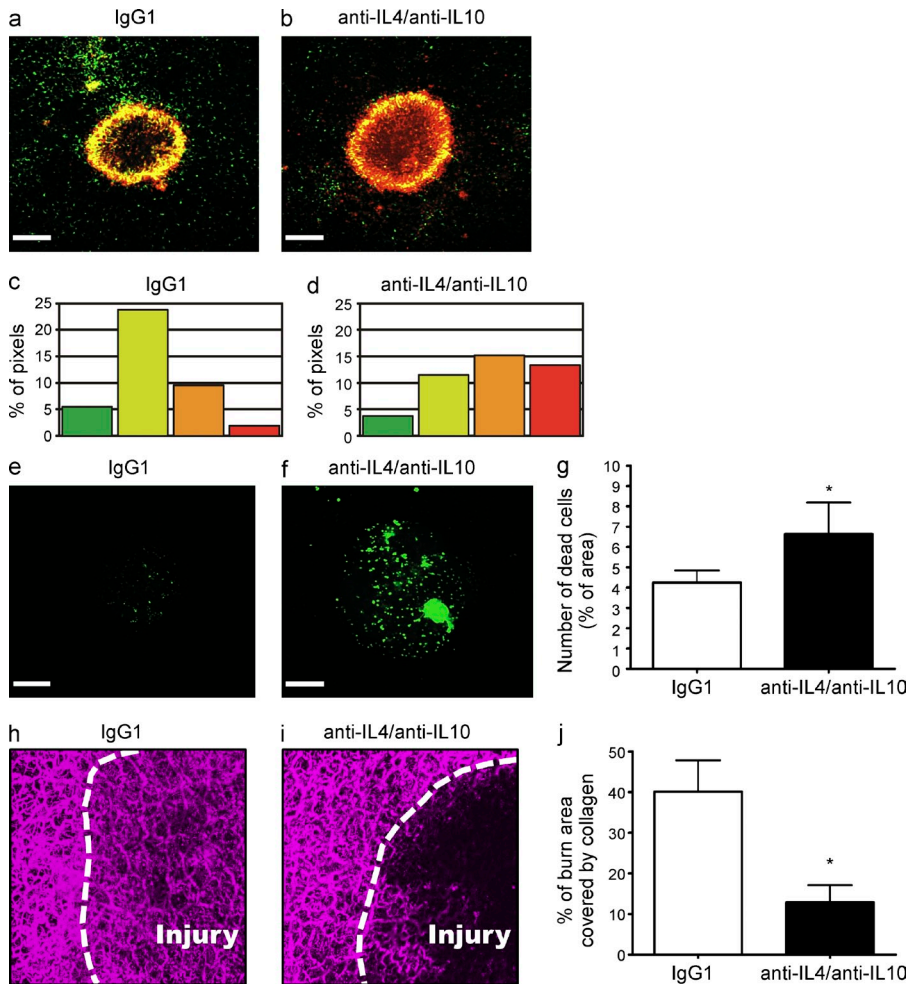 a
IgG1
b
anti-IL4/anti-IL10
c
IgG1
d
anti-IL4/anti-IL10
% of pixels
25
20
15
10
5
0
% of pixels
25
20
15
10
5
0
e
IgG1
f
anti-IL4/anti-IL10
g
Number of dead cells
(% of area)
10
9
8
7
6
5
4
3
2
1
0
*
IgG1
anti-IL4/anti-IL10
h
IgG1
Injury
i
anti-IL4/anti-IL10
Injury
j
% of burn area
covered by collagen
50
40
30
20
10
0
*
IgG1
anti-IL4/anti-IL10